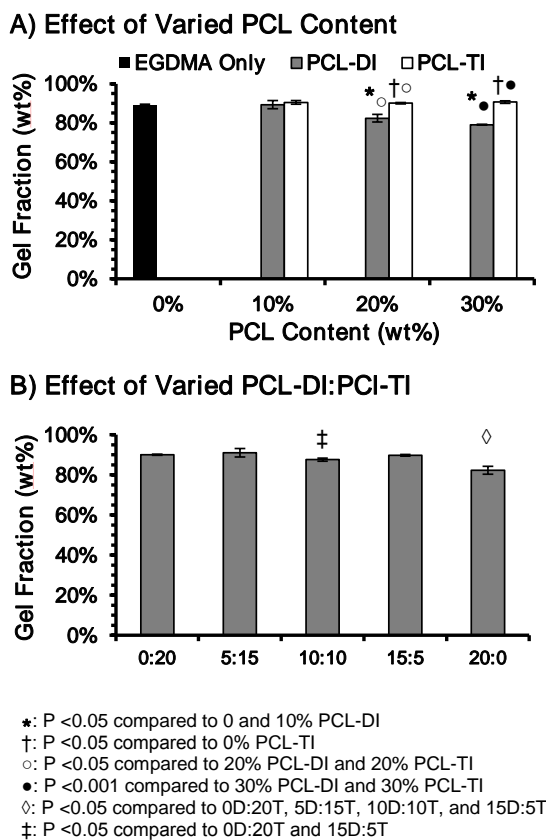 A) Effect of Varied PCL Content
EGDMA Only PCL-DI PCL-TI
Gel Fraction (wt%)
100%
80%
60%
40%
20%
0%
* ○ †○ * ● †●
0% 10% 20% 30%
PCL Content (wt%)
B) Effect of Varied PCL-DI:PCl-TI
Gel Fraction (wt%)
100%
80%
60%
40%
20%
0%
‡ ◊
0:20 5:15 10:10 15:5 20:0
*: P <0.05 compared to 0 and 10% PCL-DI
†: P <0.05 compared to 0% PCL-TI
○: P <0.05 compared to 20% PCL-DI and 20% PCL-TI
●: P <0.001 compared to 30% PCL-DI and 30% PCL-TI
◊: P <0.05 compared to 0D:20T, 5D:15T, 10D:10T, and 15D:5T
‡: P <0.05 compared to 0D:20T and 15D:5T